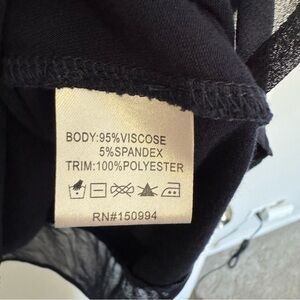 BODY:95%VISCOSE
5%SPANDEX
TRIM:100%POLYESTER
RN#150994